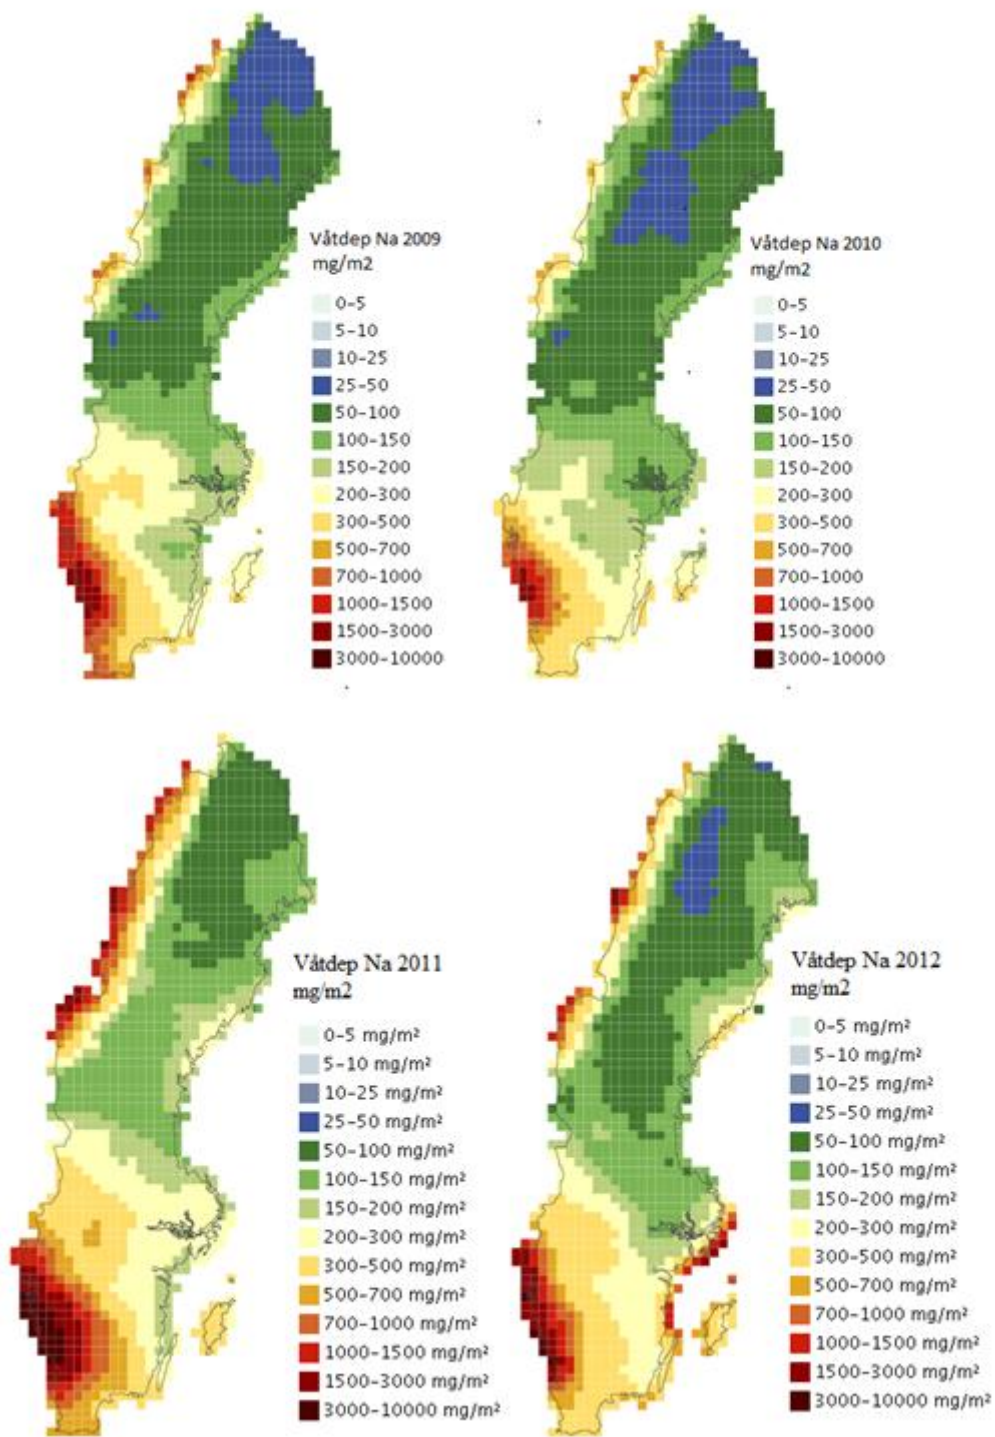 Våtdep Na 2009
mg/m2
0-5
5-10
10-25
25-50
50-100
100-150
150-200
200-300
300-500
500-700
700-1000
1000-1500
1500-3000
3000-10000
Våtdep Na 2010
mg/m2
0-5
5-10
10-25
25-50
50-100
100-150
150-200
200-300
300-500
500-700
700-1000
1000-1500
1500-3000
3000-10000
Våtdep Na 2011
mg/m2
0-5 mg/m²
5-10 mg/m²
10-25 mg/m²
25-50 mg/m²
50-100 mg/m²
100-150 mg/m²
150-200 mg/m²
200-300 mg/m²
300-500 mg/m²
500-700 mg/m²
700-1000 mg/m²
1000-1500 mg/m²
1500-3000 mg/m²
3000-10000 mg/m²
Våtdep Na 2012
mg/m2
0-5 mg/m²
5-10 mg/m²
10-25 mg/m²
25-50 mg/m²
50-100 mg/m²
100-150 mg/m²
150-200 mg/m²
200-300 mg/m²
300-500 mg/m²
500-700 mg/m²
700-1000 mg/m²
1000-1500 mg/m²
1500-3000 mg/m²
3000-10000 mg/m²